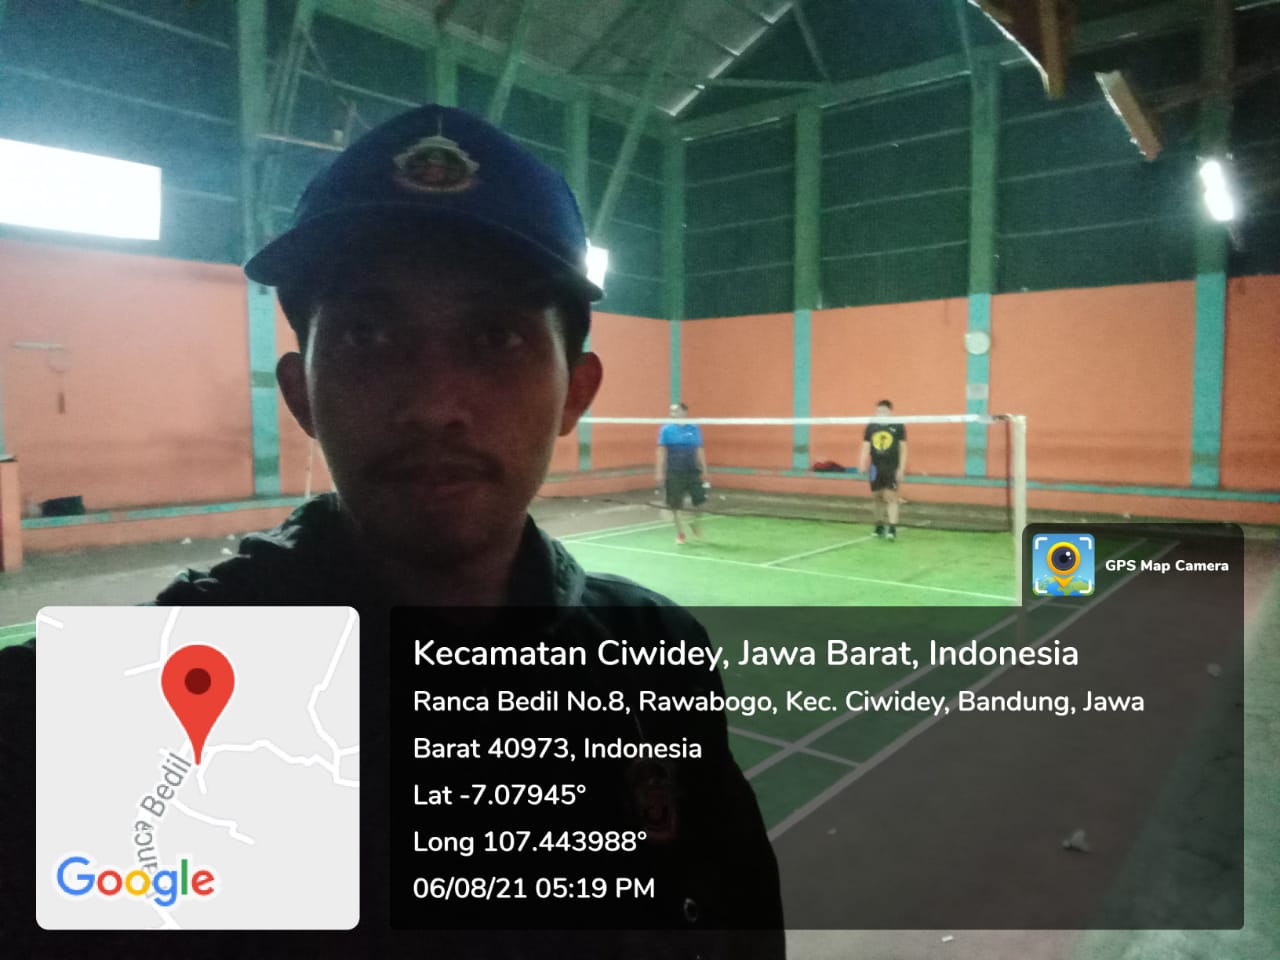 GPS Map Camera
Kecamatan Ciwidey, Jawa Barat, Indonesia
Ranca Bedil No.8, Rawabogo, Kec. Ciwidey, Bandung, Jawa
Barat 40973, Indonesia
Lat -7.07945°
Long 107.443988°
06/08/21 05:19 PM
Bedil
Google